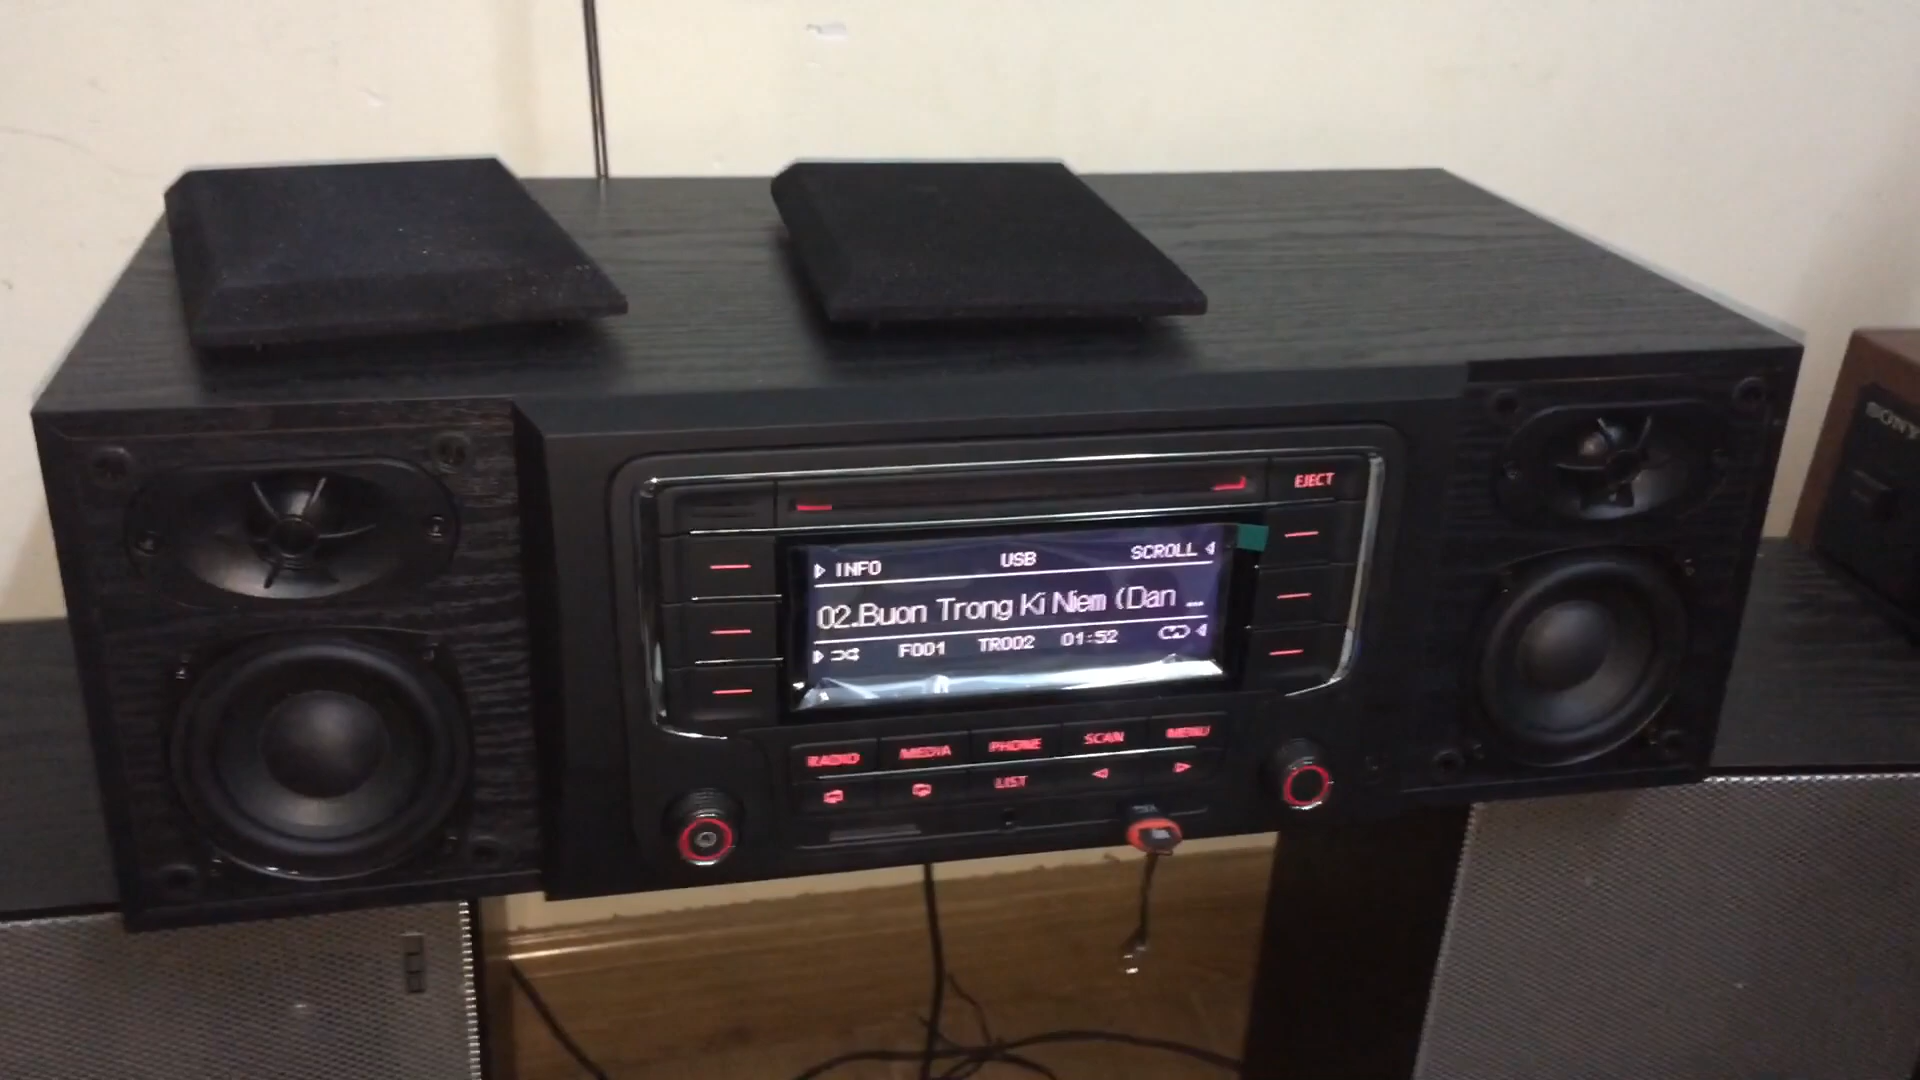 EJECT
INFO USB SCROLL
02.Buon Trong Ki Niem (Dan ...
F001 TR002 01:52
RADIO MEDIA PHONE SCAN MENU
LIST
SONY